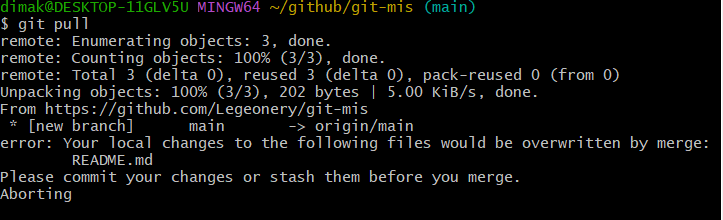 dimak@DESKTOP-11GLV5U MINGW64 ~/github/git-mis (main)
$ git pull
remote: Enumerating objects: 3, done.
remote: Counting objects: 100% (3/3), done.
remote: Total 3 (delta 0), reused 3 (delta 0), pack-reused 0 (from 0)
Unpacking objects: 100% (3/3), 202 bytes | 5.00 KiB/s, done.
From https://github.com/Legeonery/git-mis
 * [new branch]      main       -> origin/main
error: Your local changes to the following files would be overwritten by merge:
        README.md
Please commit your changes or stash them before you merge.
Aborting